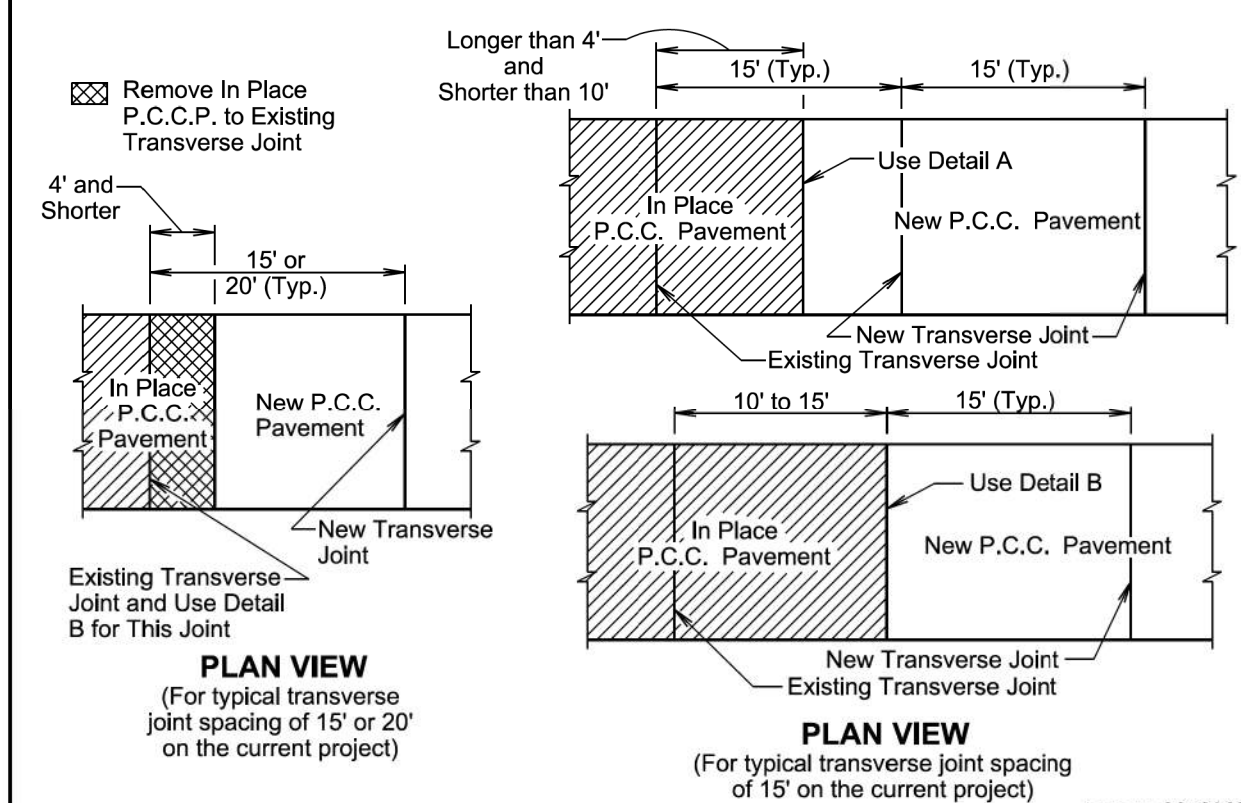 Remove In Place
P.C.C.P. to Existing
Transverse Joint
4' and
Shorter
15' or
20' (Typ.)
In Place
P.C.C.
Pavement
New P.C.C.
Pavement
New Transverse
Joint
Existing Transverse
Joint and Use Detail
B for This Joint
PLAN VIEW
(For typical transverse
joint spacing of 15' or 20'
on the current project)
Longer than 4'
and
Shorter than 10'
15' (Typ.)
15' (Typ.)
Use Detail A
In Place
P.C.C. Pavement
New P.C.C. Pavement
New Transverse Joint
Existing Transverse Joint
10' to 15'
15' (Typ.)
Use Detail B
In Place
P.C.C. Pavement
New P.C.C. Pavement
New Transverse Joint
Existing Transverse Joint
PLAN VIEW
(For typical transverse joint spacing
of 15' on the current project)